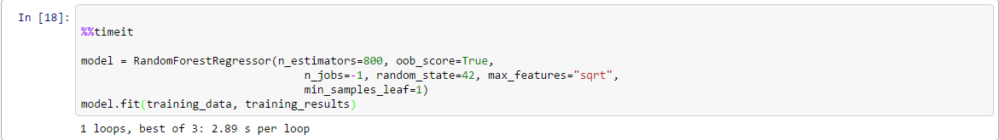 In [18]:
%%timeit
model = RandomForestRegressor(n_estimators=800, oob_score=True,
n_jobs=-1, random_state=42, max_features="sqrt",
min_samples_leaf=1)
model.fit(training_data, training_results)
1 loops, best of 3: 2.89 s per loop